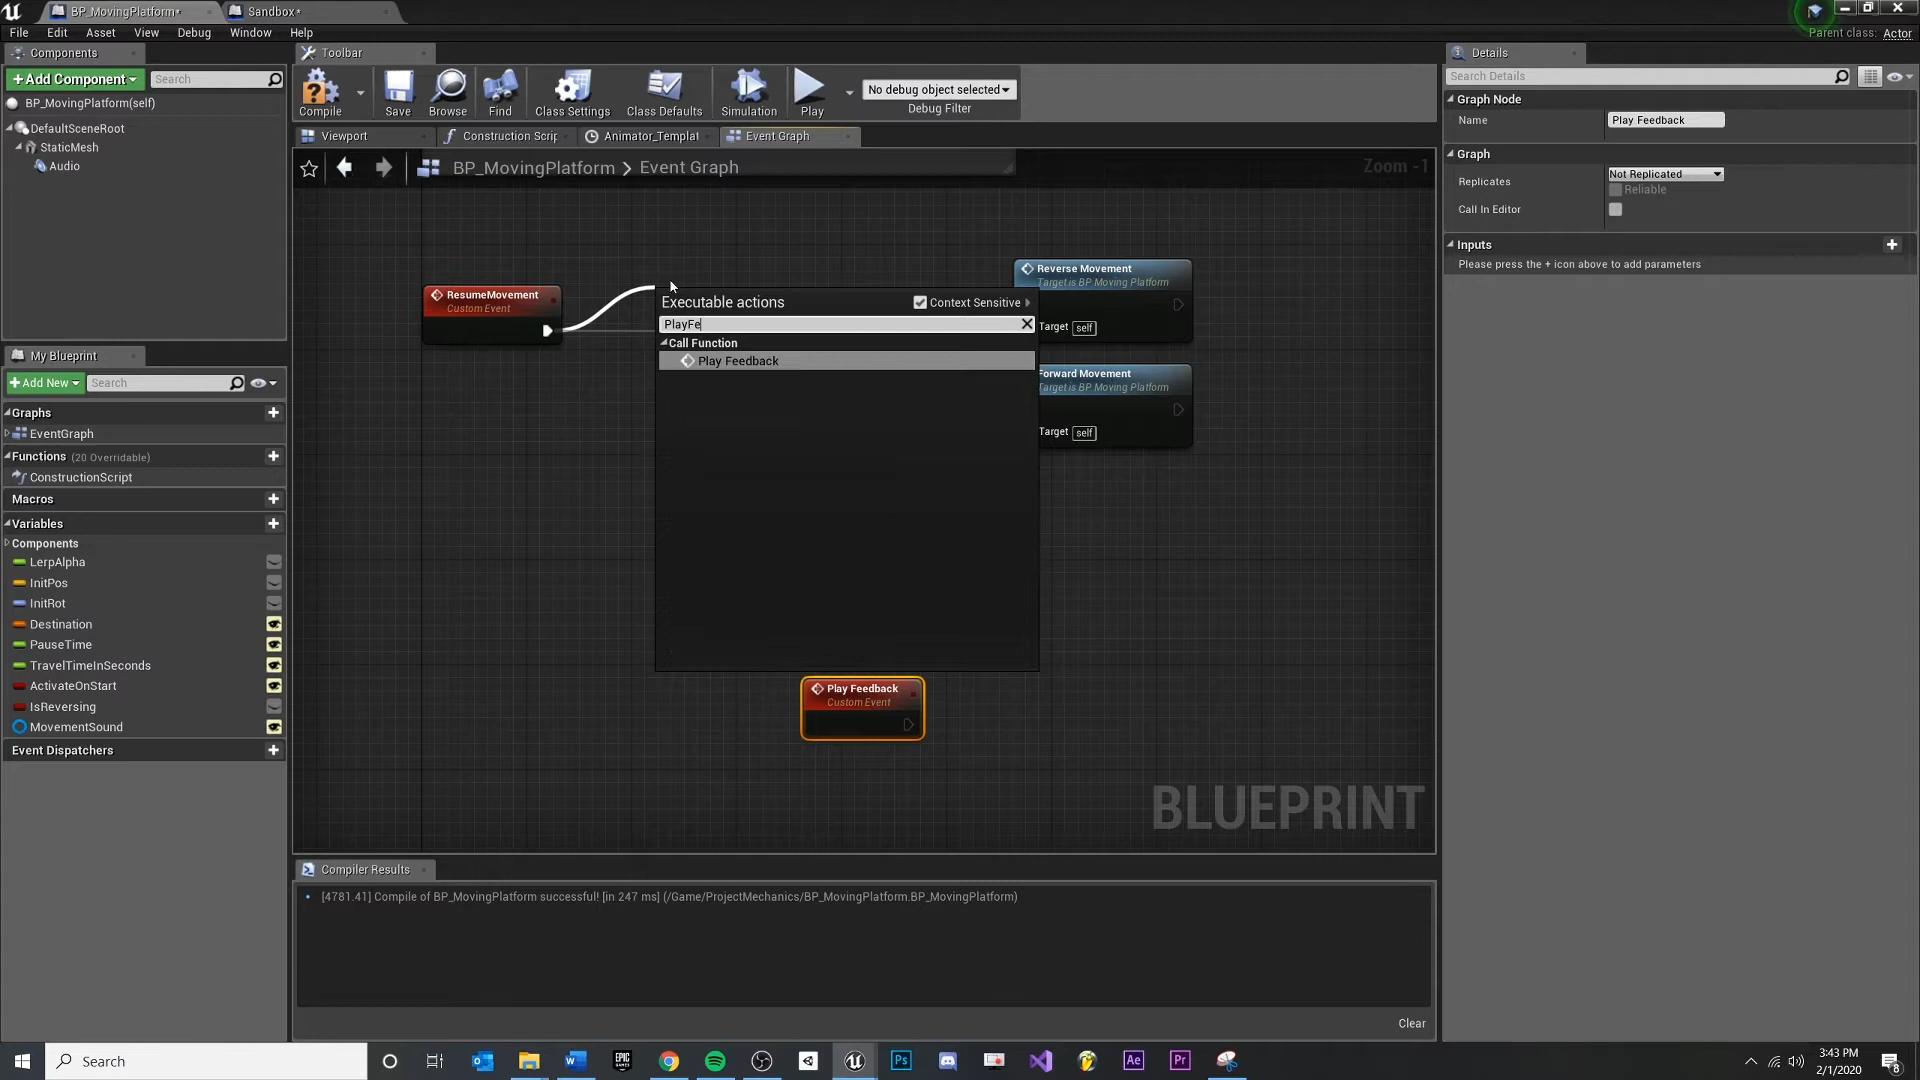 BP_MovingPlatform*
Sandbox*
File Edit Asset View Debug Window Help
Parent class: Actor
Components
+Add Component
Search
BP_MovingPlatform(self)
DefaultSceneRoot
StaticMesh
Audio
My Blueprint
+Add New
Search
Graphs
EventGraph
Functions (20 Overridable)
ConstructionScript
Macros
Variables
Components
LerpAlpha
InitPos
InitRot
Destination
PauseTime
TravelTimeInSeconds
ActivateOnStart
IsReversing
MovementSound
Event Dispatchers
Toolbar
Compile
Save
Browse
Find
Class Settings
Class Defaults
Simulation
Play
No debug object selected
Debug Filter
Viewport
Construction Scrip
Animator_Templat
Event Graph
BP_MovingPlatform > Event Graph
Zoom -1
ResumeMovement
Custom Event
Executable actions
Context Sensitive
PlayFe
Call Function
Play Feedback
Reverse Movement
Target is BP Moving Platform
Target self
Forward Movement
Target is BP Moving Platform
Target self
Play Feedback
Custom Event
BLUEPRINT
Compiler Results
[4781.41] Compile of BP_MovingPlatform successful! [in 247 ms] (/Game/ProjectMechanics/BP_MovingPlatform.BP_MovingPlatform)
Clear
Details
Search Details
Graph Node
Name
Play Feedback
Graph
Replicates
Not Replicated
Reliable
Call In Editor
Inputs
Please press the + icon above to add parameters
Search
EPIC GAMES
Ps
Ae
Pr
3:43 PM
2/1/2020
8